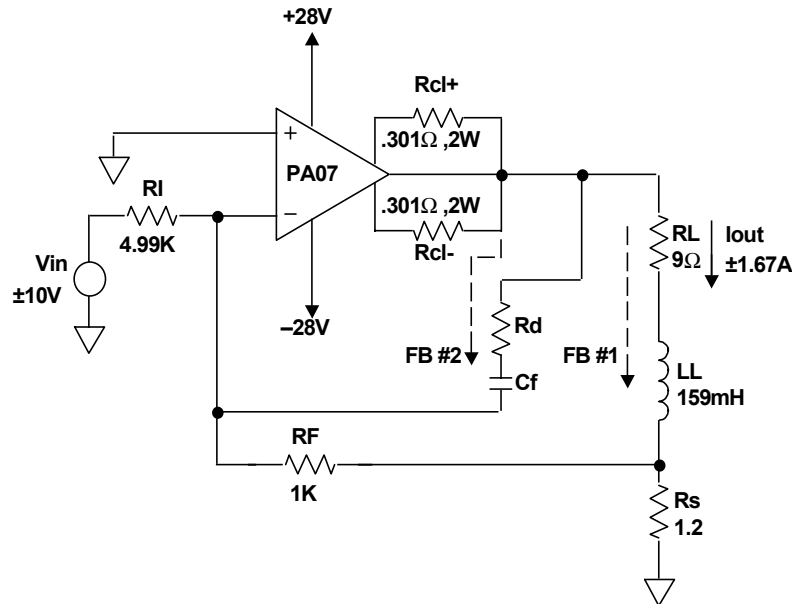 +28V
Rcl+
.301Ω ,2W
+
PA07
–
.301Ω ,2W
Rcl-
–28V
RI
4.99K
Vin
±10V
RL
9Ω
Iout
±1.67A
Rd
FB #2
FB #1
Cf
LL
159mH
RF
1K
Rs
1.2